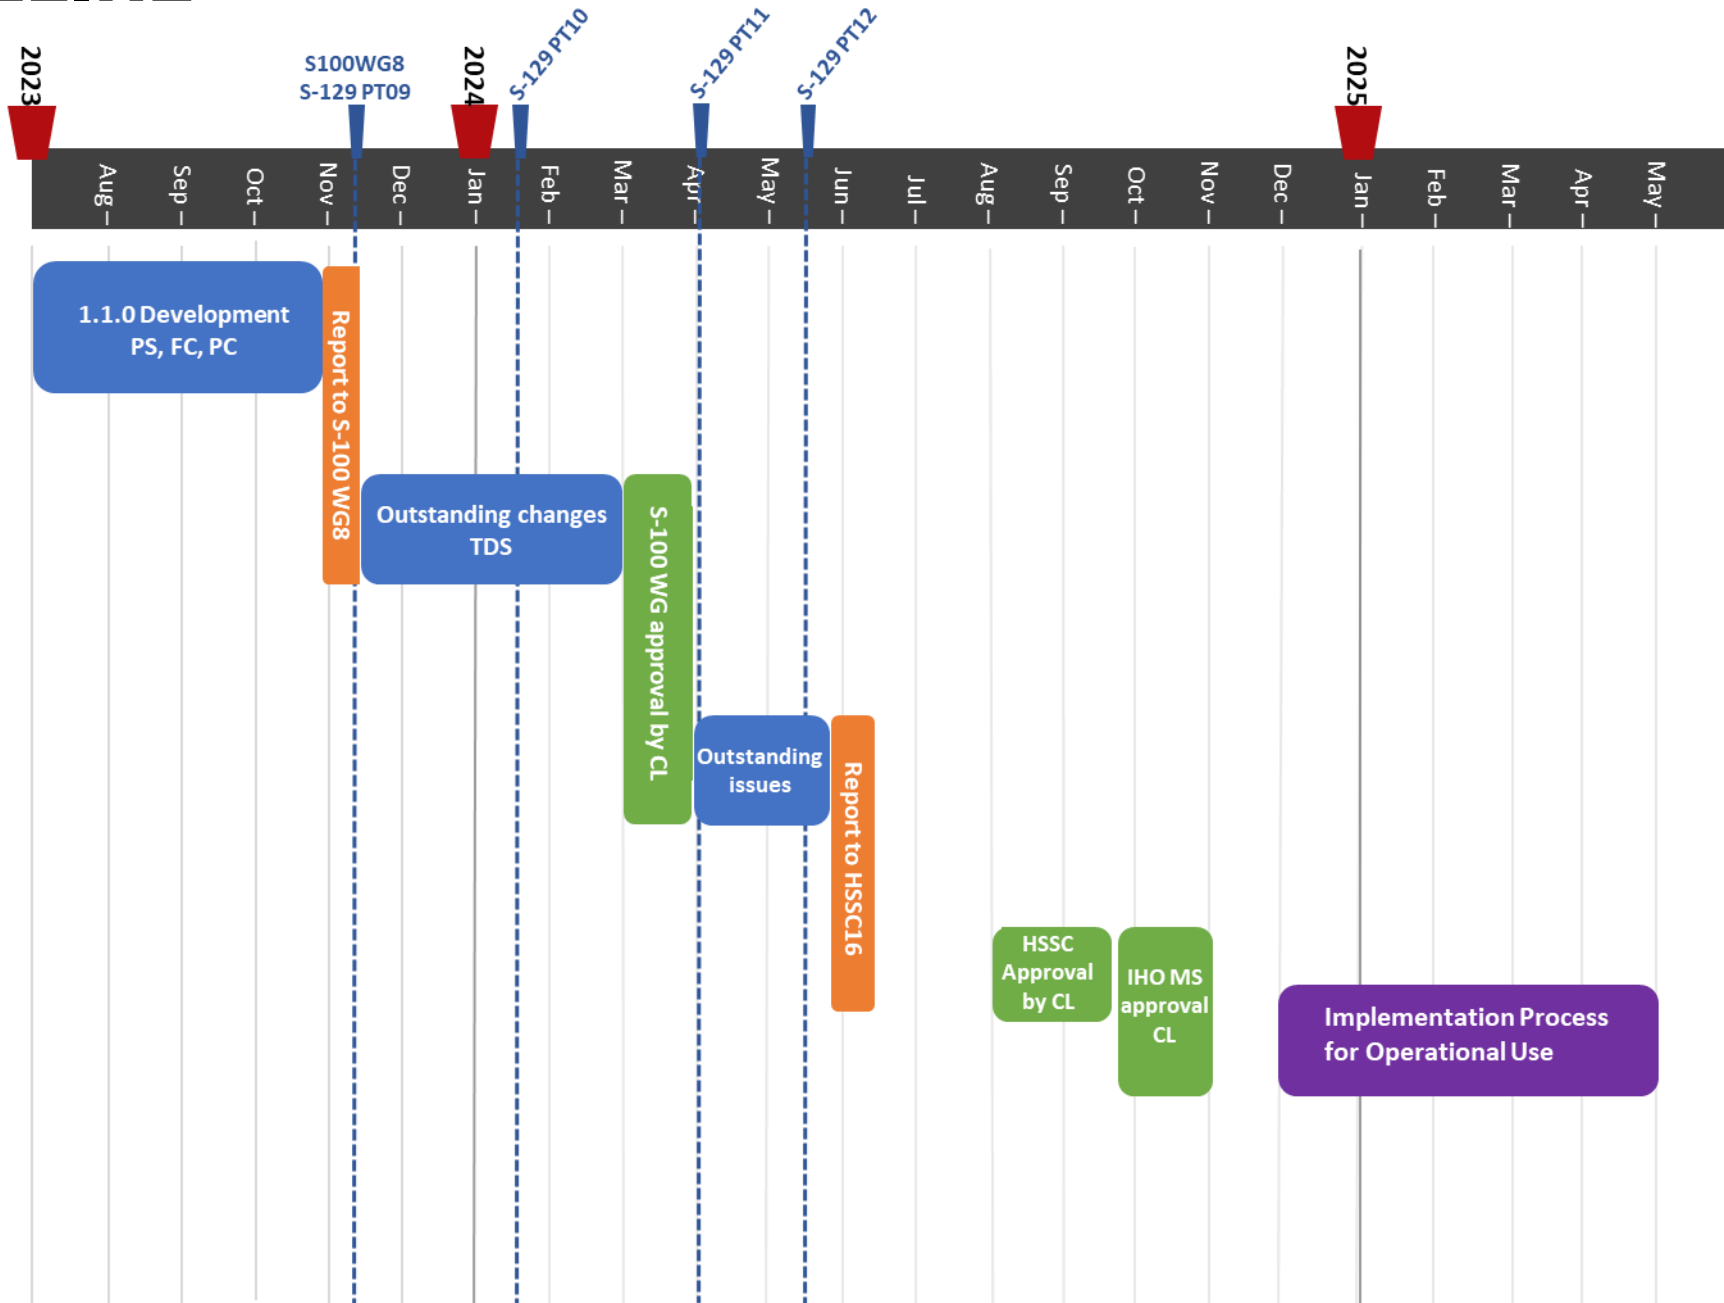 2023
S100WG8
S-129 PT09
2024
S-129 PT10
S-129 PT11
S-129 PT12
2025
Aug
Sep
Oct
Nov
Dec
Jan
Feb
Mar
Apr
May
Jun
Jul
Aug
Sep
Oct
Nov
Dec
Jan
Feb
Mar
Apr
May
1.1.0 Development
PS, FC, PC
Report to S-100 WG8
Outstanding changes
TDS
S-100 WG approval by CL
Outstanding
issues
Report to HSSC16
HSSC
Approval
by CL
IHO MS
approval
CL
Implementation Process
for Operational Use